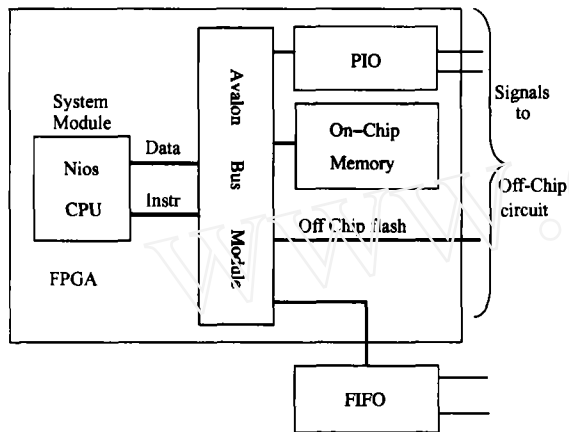 System
Module
Nios
CPU
Data
Instr
FPGA
Avalon Bus Module
PIO
On-Chip
Memory
Off Chip flash
FIFO
Signals
to
Off-Chip
circuit
WWW.